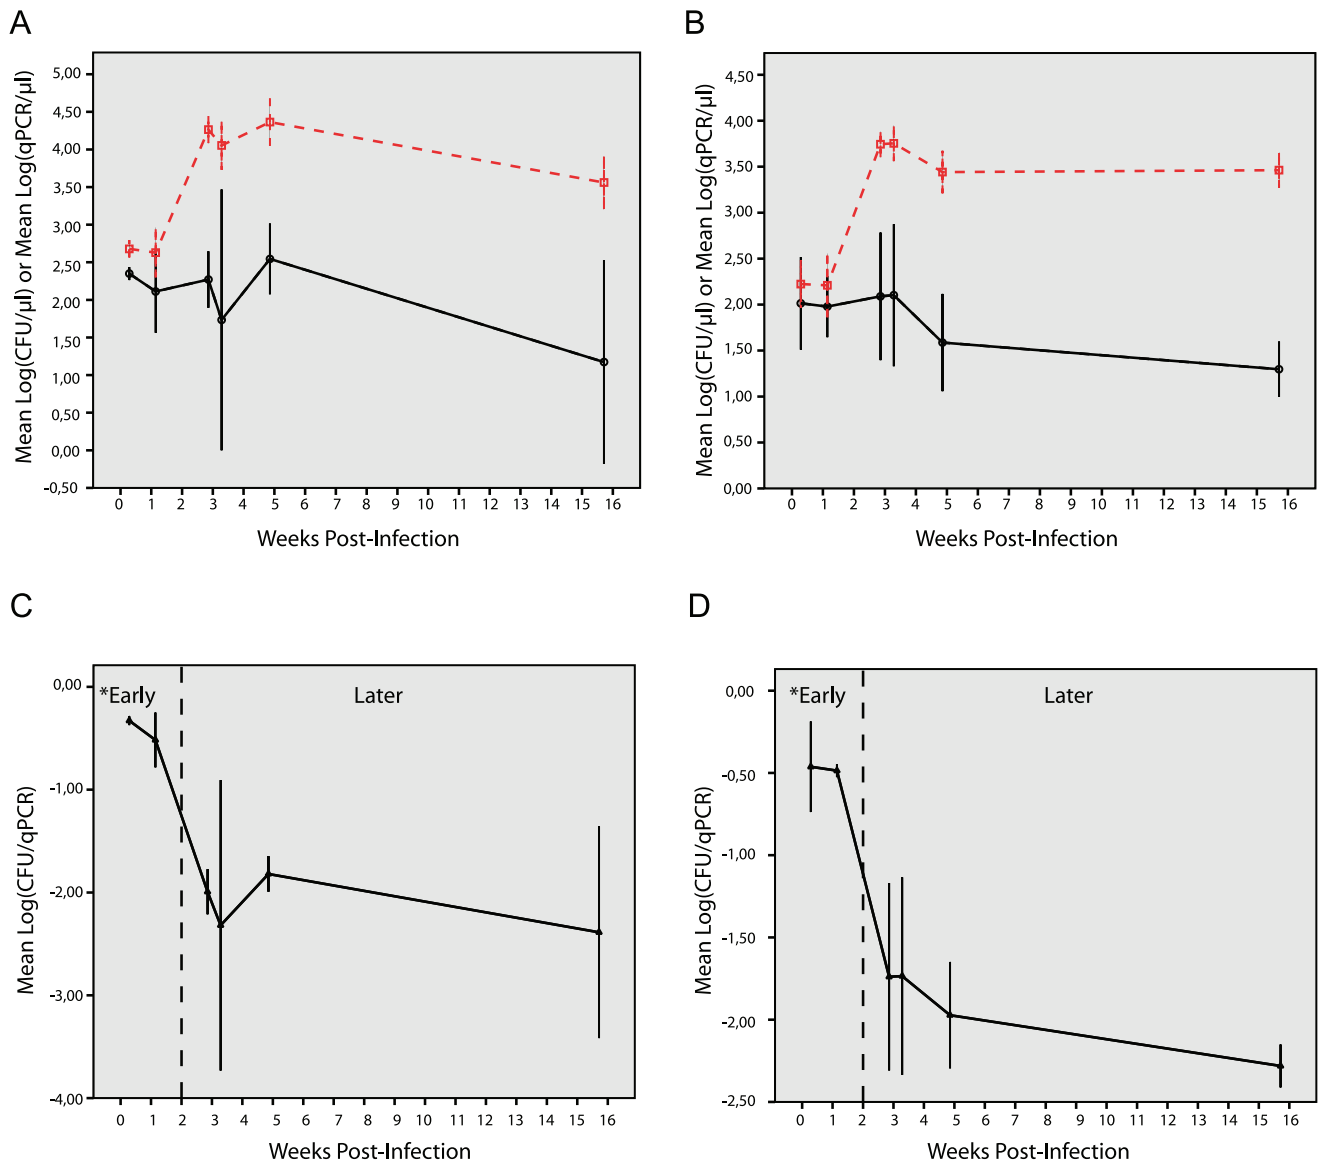 A
Mean Log(CFU/µl) or Mean Log(qPCR/µl)
5,00
4,50
4,00
3,50
3,00
2,50
2,00
1,50
1,00
0,50
0,00
-0,50
0 1 2 3 4 5 6 7 8 9 10 11 12 13 14 15 16
Weeks Post-Infection
B
Mean Log(CFU/µl) or Mean Log(qPCR/µl)
4,50
4,00
3,50
3,00
2,50
2,00
1,50
1,00
0,50
0,00
0 1 2 3 4 5 6 7 8 9 10 11 12 13 14 15 16
Weeks Post-Infection
C
Mean Log(CFU/qPCR)
0,00
-1,00
-2,00
-3,00
-4,00
*Early
Later
0 1 2 3 4 5 6 7 8 9 10 11 12 13 14 15 16
Weeks Post-Infection
D
Mean Log(CFU/qPCR)
0,00
-0,50
-1,00
-1,50
-2,00
-2,50
*Early
Later
0 1 2 3 4 5 6 7 8 9 10 11 12 13 14 15 16
Weeks Post-Infection